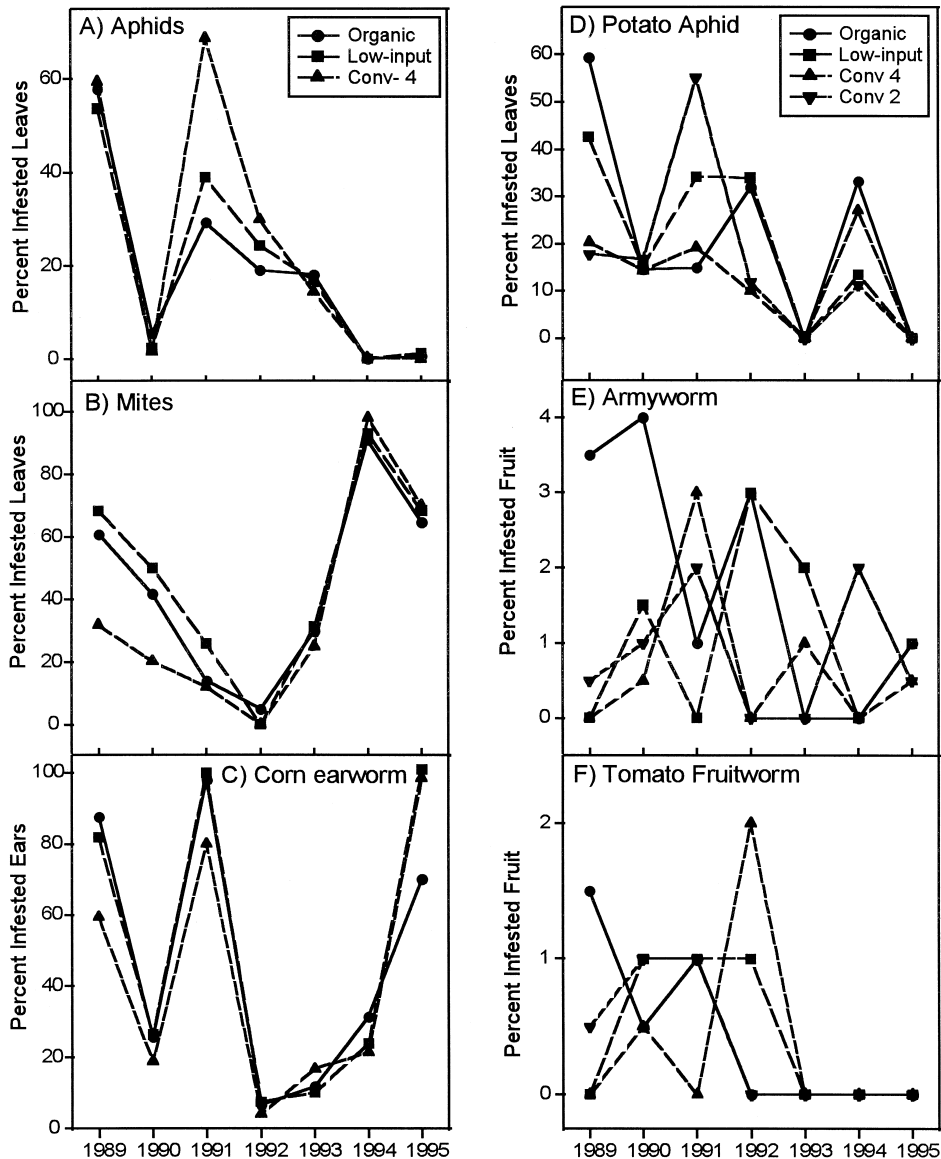 A) Aphids
Organic
Low-input
Conv- 4
Percent Infested Leaves
60
40
20
0
B) Mites
Percent Infested Leaves
100
80
60
40
20
0
C) Corn earworm
Percent Infested Ears
100
80
60
40
20
0
1989 1990 1991 1992 1993 1994 1995
D) Potato Aphid
Organic
Low-input
Conv 4
Conv 2
Percent Infested Leaves
60
50
40
30
20
10
0
E) Armyworm
Percent Infested Fruit
4
3
2
1
0
F) Tomato Fruitworm
Percent Infested Fruit
2
1
0
1989 1990 1991 1992 1993 1994 1995